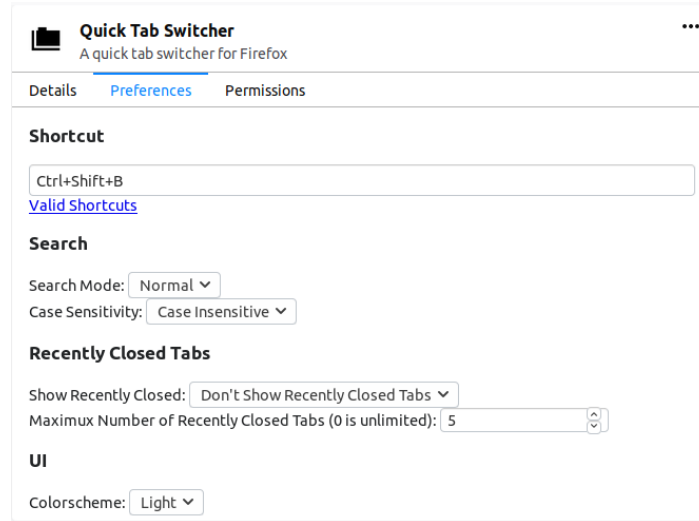 Quick Tab Switcher
A quick tab switcher for Firefox
Details Preferences Permissions
Shortcut
Ctrl+Shift+B
Valid Shortcuts
Search
Search Mode: Normal
Case Sensitivity: Case Insensitive
Recently Closed Tabs
Show Recently Closed: Don't Show Recently Closed Tabs
Maximux Number of Recently Closed Tabs (0 is unlimited): 5
UI
Colorscheme: Light